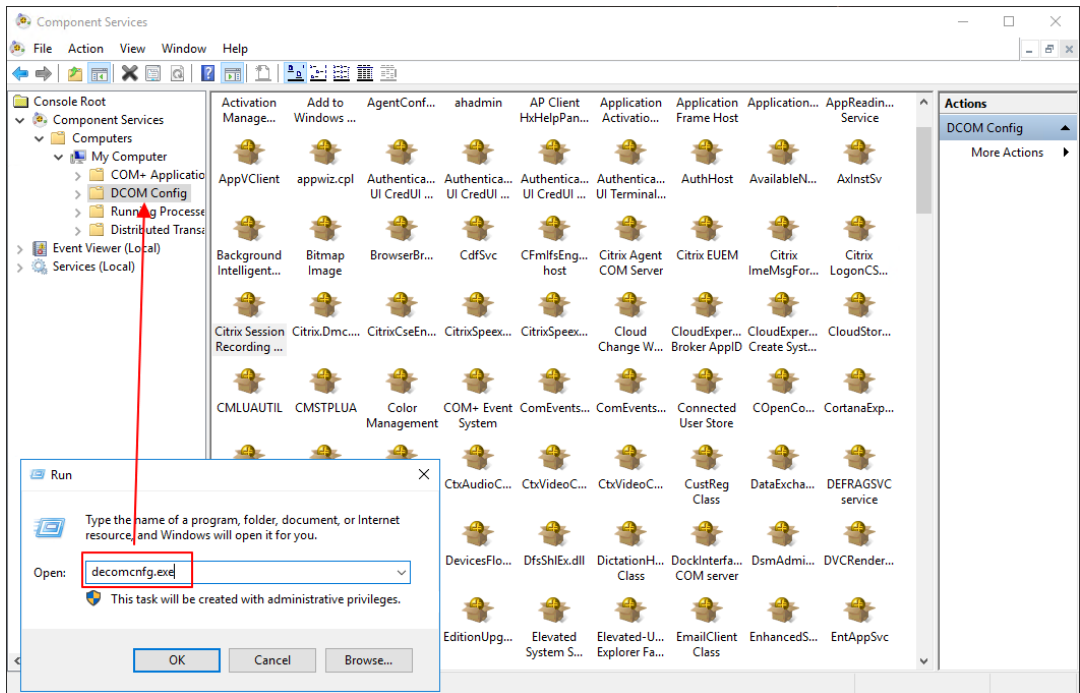 Component Services
File Action View Window Help
Console Root
Component Services
Computers
My Computer
COM+ Applicatio
DCOM Config
Running Processe
Distributed Transa
Event Viewer (Local)
Services (Local)
Activation Add to AgentConf... ahadmin AP Client Application Application Application... AppReadin...
Manage... Windows ... HxHelpPan... Activatio... Frame Host Service
AppVClient appwiz.cpl Authentica... Authentica... Authentica... Authentica... AuthHost AvailableN... AxInstSv
UI CredUI ... UI CredUI ... UI CredUI ... UI Terminal...
Background Bitmap BrowserBr... CdfSvc CFmIfsEng... Citrix Agent Citrix EUEM Citrix Citrix
Intelligent... Image host COM Server ImeMsgFor... LogonCS...
Citrix Session Citrix.Dmc.... CitrixCseEn... CitrixSpeex... CitrixSpeex... Cloud CloudExper... CloudExper... CloudStor...
Recording ... Change W... Broker AppID Create Syst...
CMLUAUTIL CMSTPLUA Color COM+ Event ComEvents... ComEvents... Connected COpenCo... CortanaExp...
Management System User Store
CtxAudioC... CtxVideoC... CtxVideoC... CustReg DataExcha... DEFRAGSVC
Class service
DevicesFlo... DfsShlEx.dll DictationH... DockInterfa... DsmAdmi... DVCRender...
Class COM server
EditionUpg... Elevated Elevated-U... EmailClient EnhancedS... EntAppSvc
System S... Explorer Fa... Class
Actions
DCOM Config
More Actions
Run
Type the name of a program, folder, document, or Internet
resource, and Windows will open it for you.
Open: decomcnfg.exe
This task will be created with administrative privileges.
OK Cancel Browse...